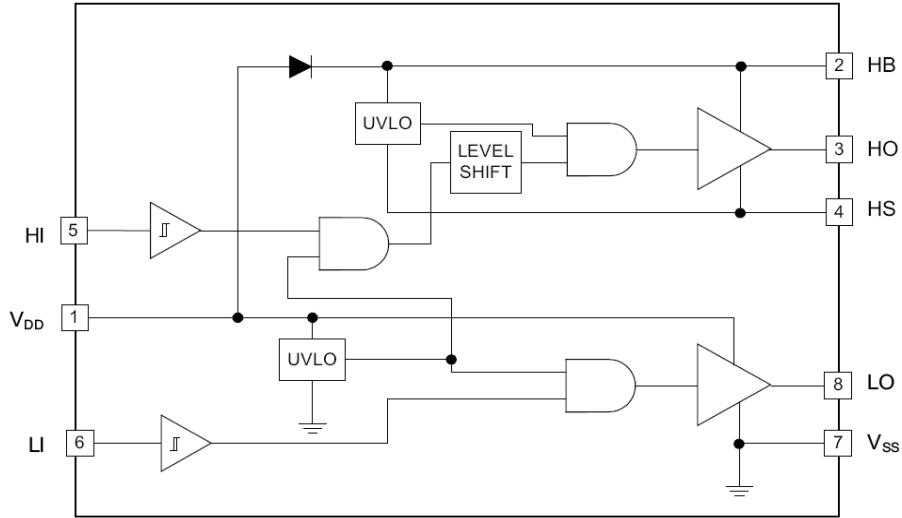 2 HB
UVLO
LEVEL
SHIFT
3 HO
4 HS
HI 5
VDD 1
UVLO
8 LO
LI 6
7 VSS